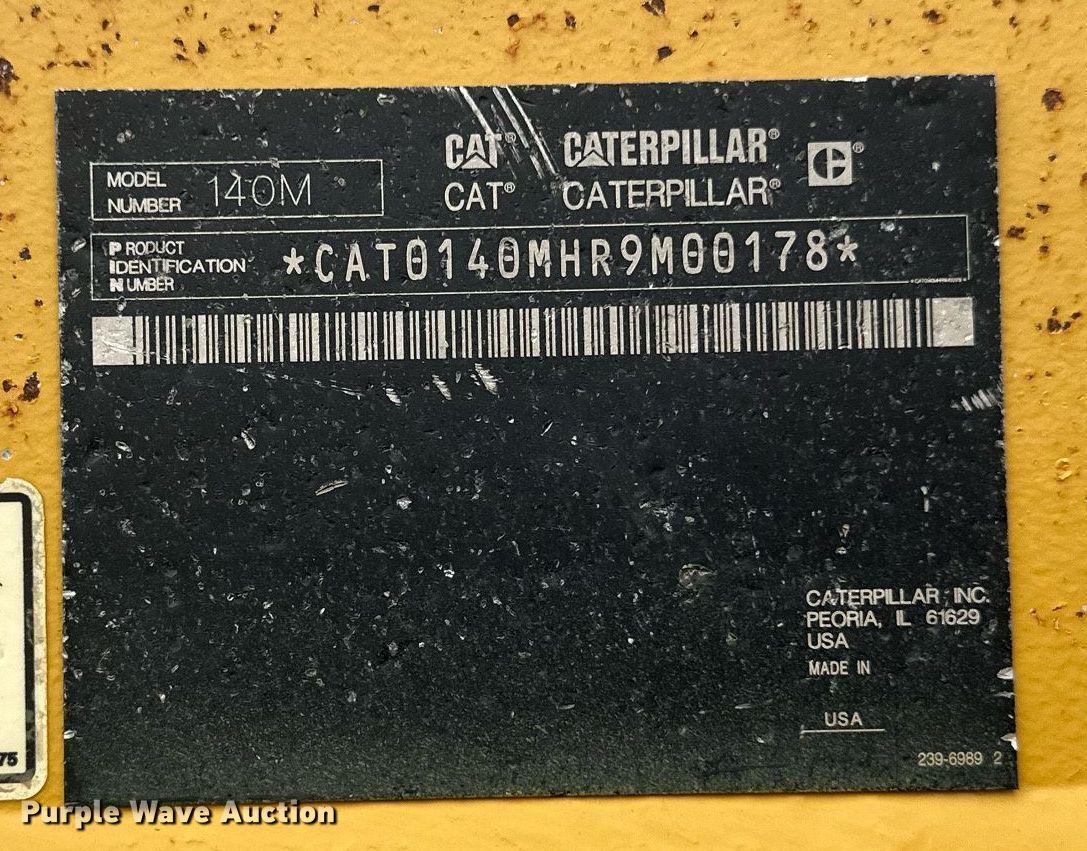 CAT® CATERPILLAR® ®
CAT® CATERPILLAR®
MODEL
NUMBER 140M
PRODUCT
IDENTIFICATION
NUMBER
*CAT0140MHR9M00178*
CATERPILLAR INC.
PEORIA, IL 61629
USA
MADE IN
USA
239-6989 2
75
Purple Wave Auction